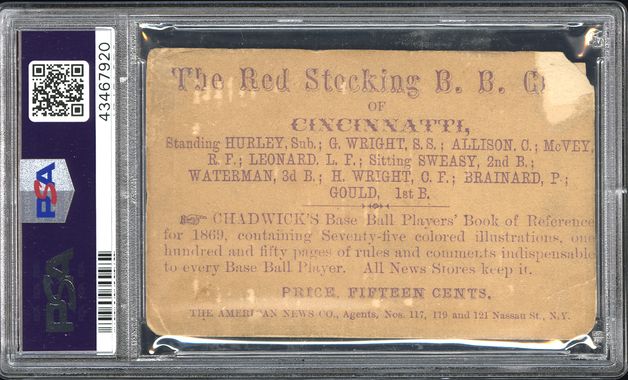 PSA
43467920
PSA
The Red Stocking B. B. C
OF
CINCINNATTI,
Standing HURLEY, Sub.; G. WRIGHT, S. S.; ALLISON, C.; McVEY,
R. F.; LEONARD. L. F.; Sitting SWEASY, 2nd B.;
WATERMAN, 3d B.; H. WRIGHT, C. F.; BRAINARD, P.;
GOULD, 1st B.
☞ CHADWICK'S Base Ball Players' Book of Reference
for 1869, containing Seventy-five colored illustrations, one
hundred and fifty pages of rules and comments indispensable
to every Base Ball Player. All News Stores keep it.
PRICE, FIFTEEN CENTS.
THE AMERICAN NEWS CO., Agents, Nos. 117, 119 and 121 Nassau St., N.Y.